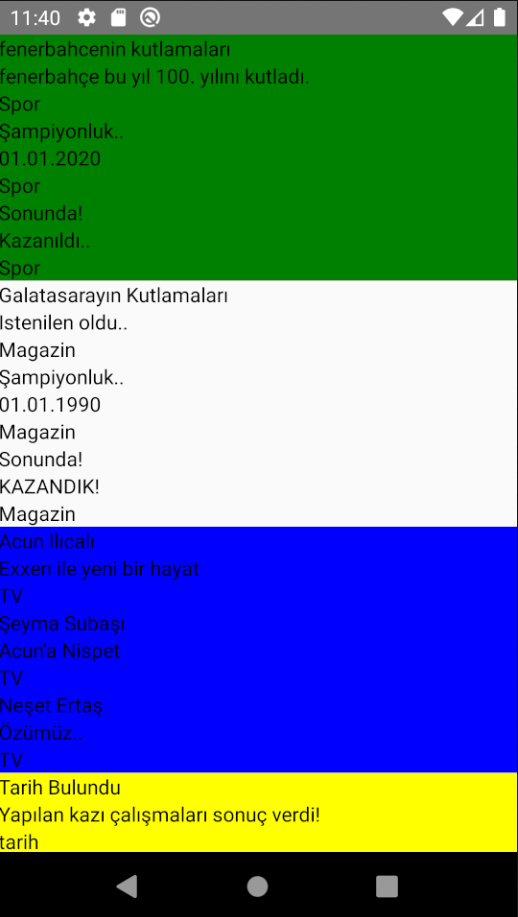 11:40
fenerbahcenin kutlamaları
fenerbahçe bu yıl 100. yılını kutladı.
Spor
Şampiyonluk..
01.01.2020
Spor
Sonunda!
Kazanıldı..
Spor
Galatasarayın Kutlamaları
Istenilen oldu..
Magazin
Şampiyonluk..
01.01.1990
Magazin
Sonunda!
KAZANDIK!
Magazin
Acun Ilıcalı
Exxen ile yeni bir hayat
TV
Şeyma Subaşı
Acun'a Nispet
TV
Neşet Ertaş
Özümüz..
TV
Tarih Bulundu
Yapılan kazı çalışmaları sonuç verdi!
tarih